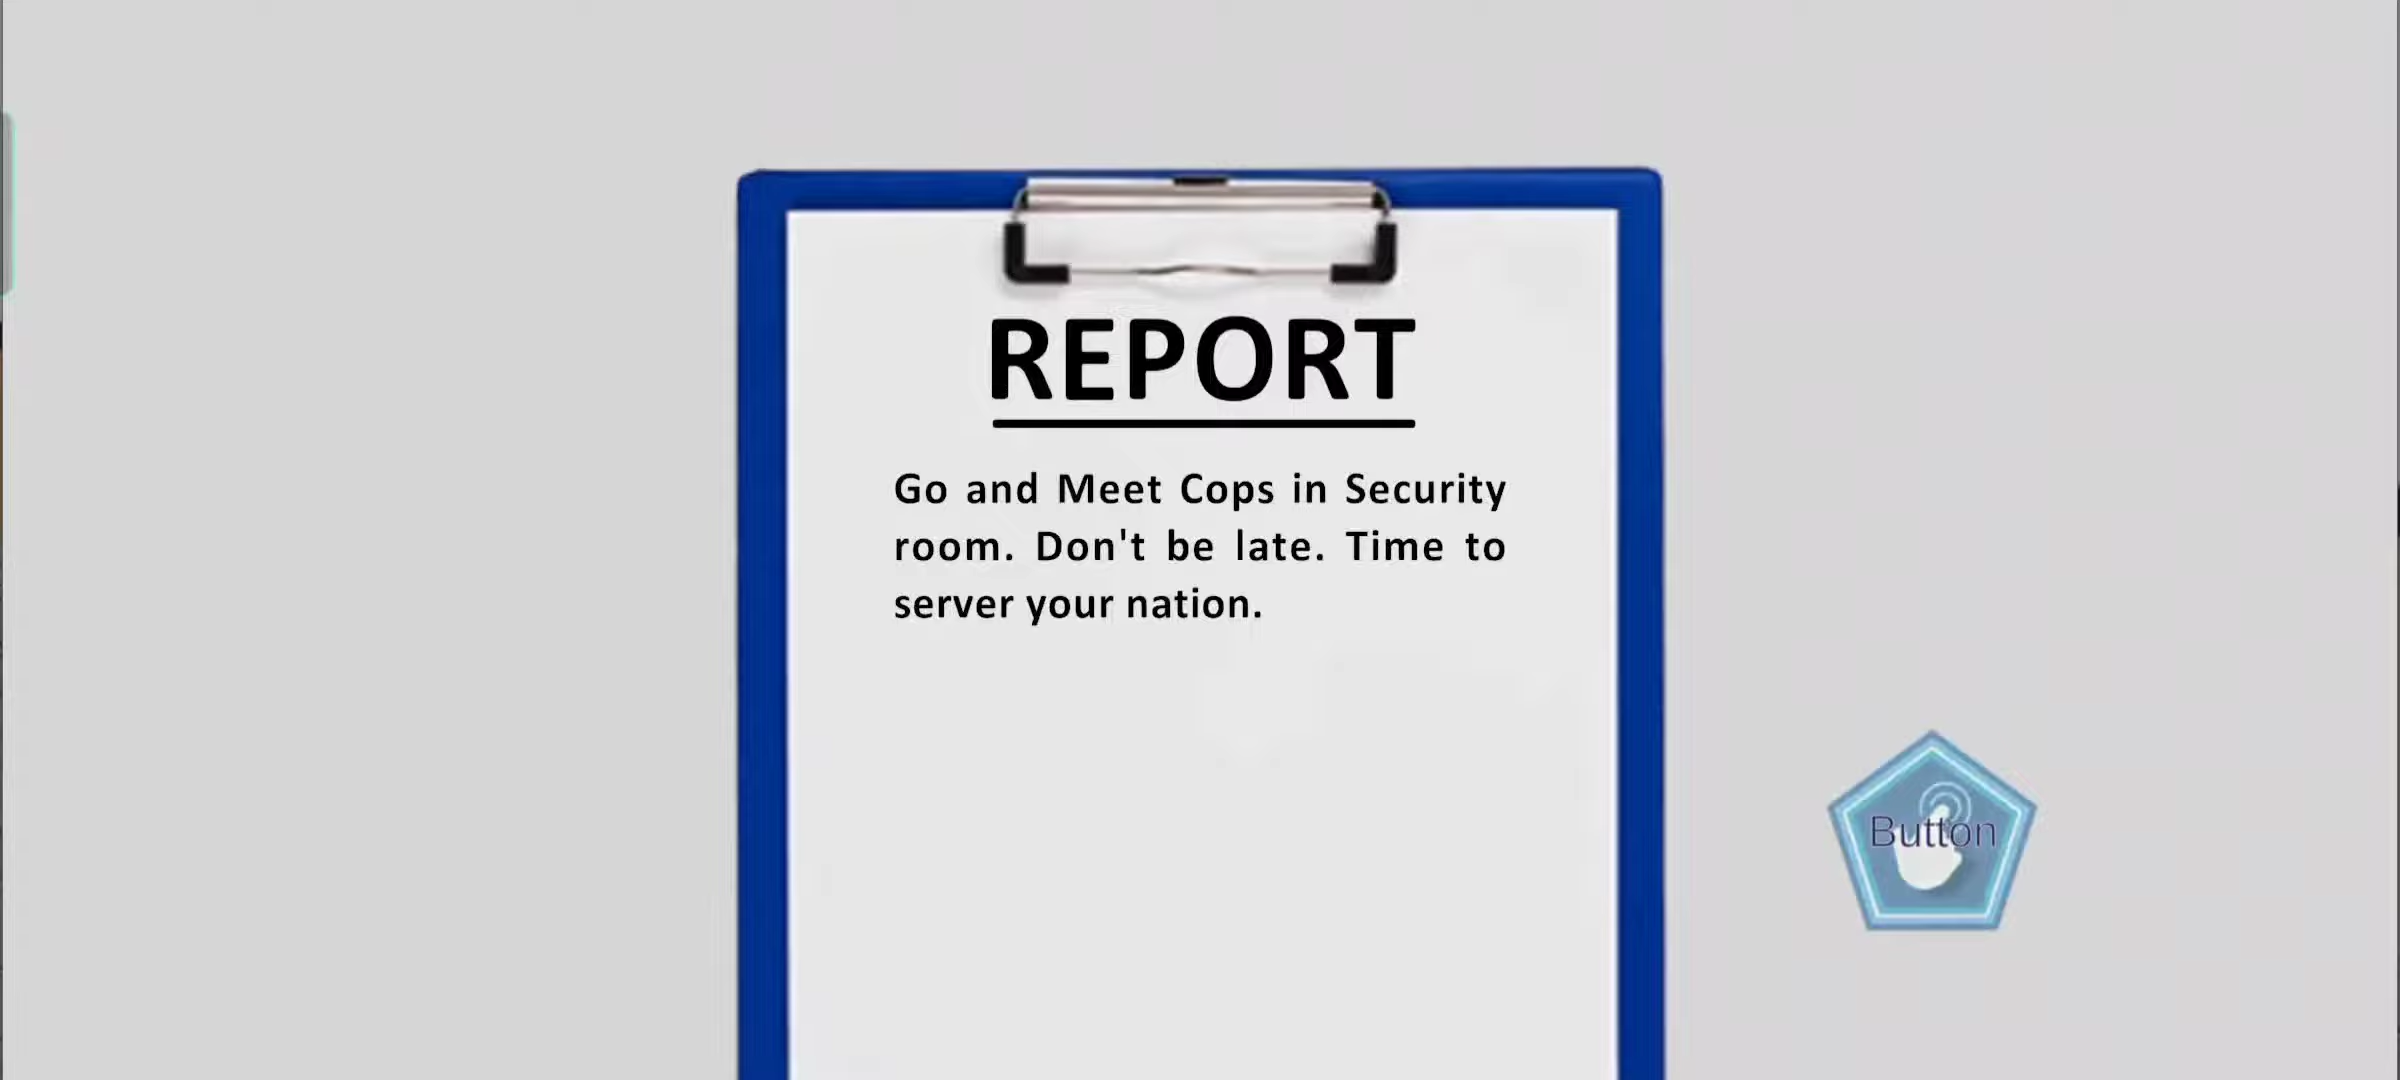 REPORT
Go and Meet Cops in Security
room. Don't be late. Time to
server your nation.
Button